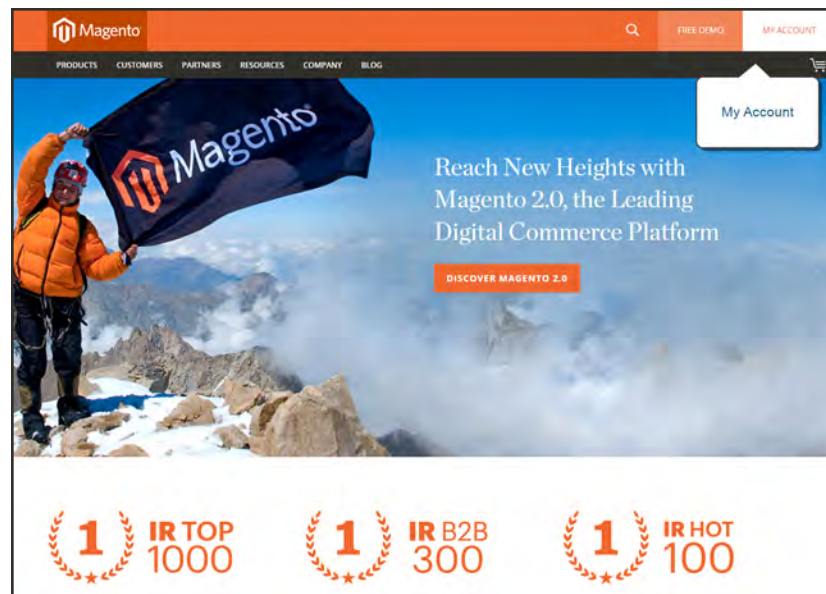 Magento
FREE DEMO
MY ACCOUNT
PRODUCTS
CUSTOMERS
PARTNERS
RESOURCES
COMPANY
BLOG
My Account
Magento
Reach New Heights with
Magento 2.0, the Leading
Digital Commerce Platform
DISCOVER MAGENTO 2.0
1
IR TOP
1000
1
IR B2B
300
1
IR HOT
100